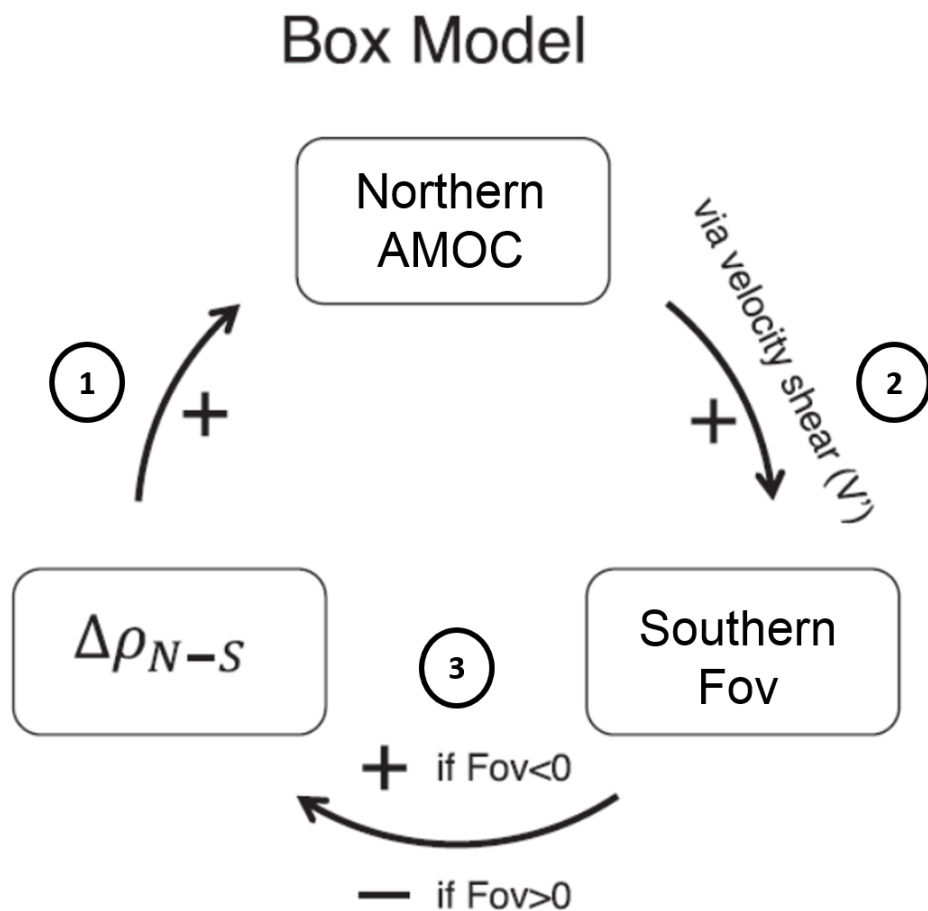 Box Model
Northern
AMOC
via velocity shear (V')
1
+
+
2
Δρ_{N−S}
3
Southern
Fov
+ if Fov<0
− if Fov>0